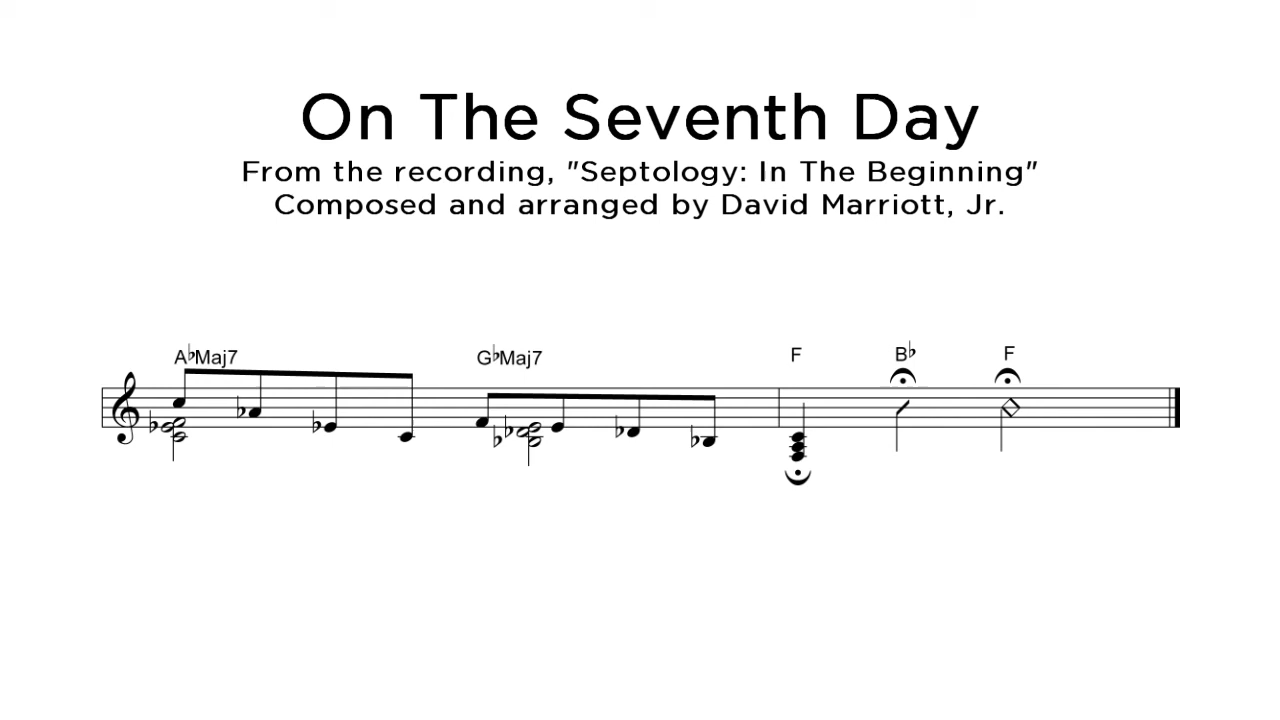 On The Seventh Day
From the recording, "Septology: In The Beginning"
Composed and arranged by David Marriott, Jr.
A♭Maj7 G♭Maj7 F B♭ F